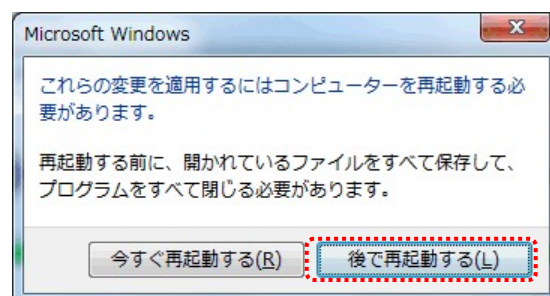 Microsoft Windows
これらの変更を適用するにはコンピューターを再起動する必
要があります。
再起動する前に、開かれているファイルをすべて保存して、
プログラムをすべて閉じる必要があります。
今すぐ再起動する(R) 後で再起動する(L)